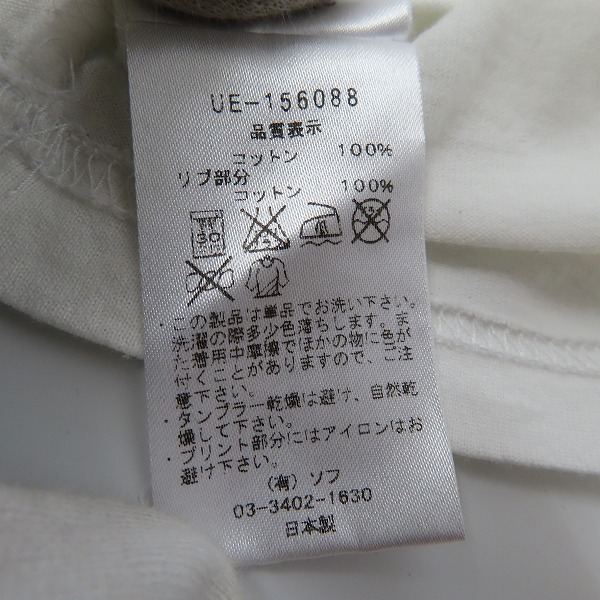 UE-156088
品質表示
コットン 100%
リブ部分
コットン 100%
30
・この製品は単品でお洗い下さい。
洗濯の際は多少色落ちします。ま
た着用中摩擦でほかの物に色が
付くことがありますので、ご注
意下さい。
・タンブラー乾燥は避け、自然乾
燥して下さい。
・プリント部分にはアイロンはお
避け下さい。
(有) ソフ
03-3402-1630
日本製